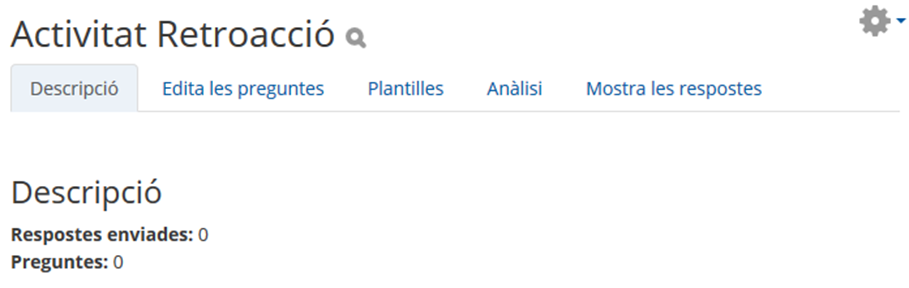 Activitat Retroacció
Descripció Edita les preguntes Plantilles Anàlisi Mostra les respostes
Descripció
Respostes enviades: 0
Preguntes: 0